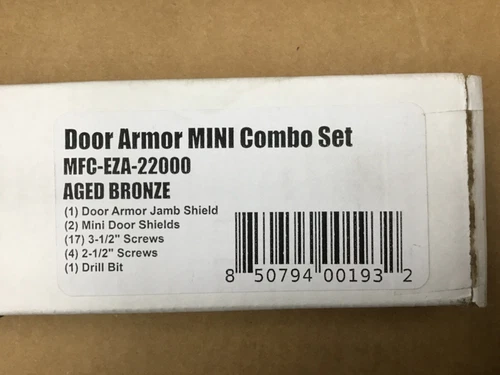 Door Armor MINI Combo Set
MFC-EZA-22000
AGED BRONZE
(1) Door Armor Jamb Shield
(2) Mini Door Shields
(17) 3-1/2" Screws
(4) 2-1/2" Screws
(1) Drill Bit
8 50794 00193 2